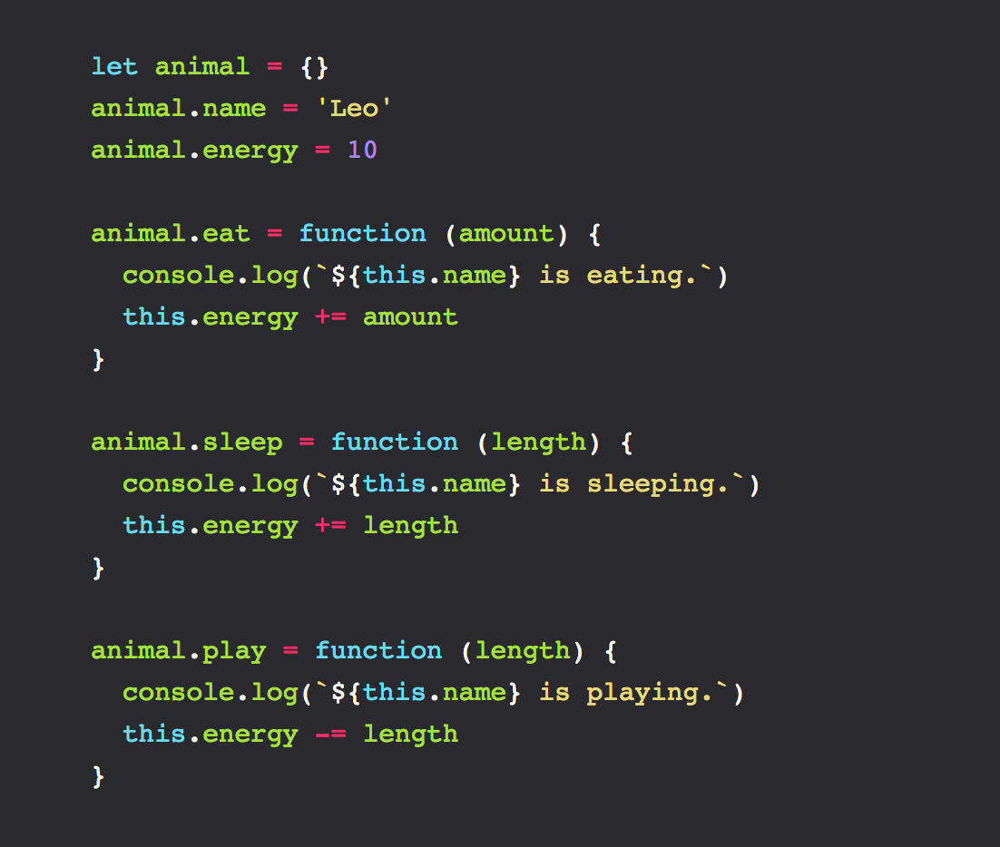 let animal = {}
animal.name = 'Leo'
animal.energy = 10

animal.eat = function (amount) {
  console.log(`${this.name} is eating.`)
  this.energy += amount
}

animal.sleep = function (length) {
  console.log(`${this.name} is sleeping.`)
  this.energy += length
}

animal.play = function (length) {
  console.log(`${this.name} is playing.`)
  this.energy -= length
}